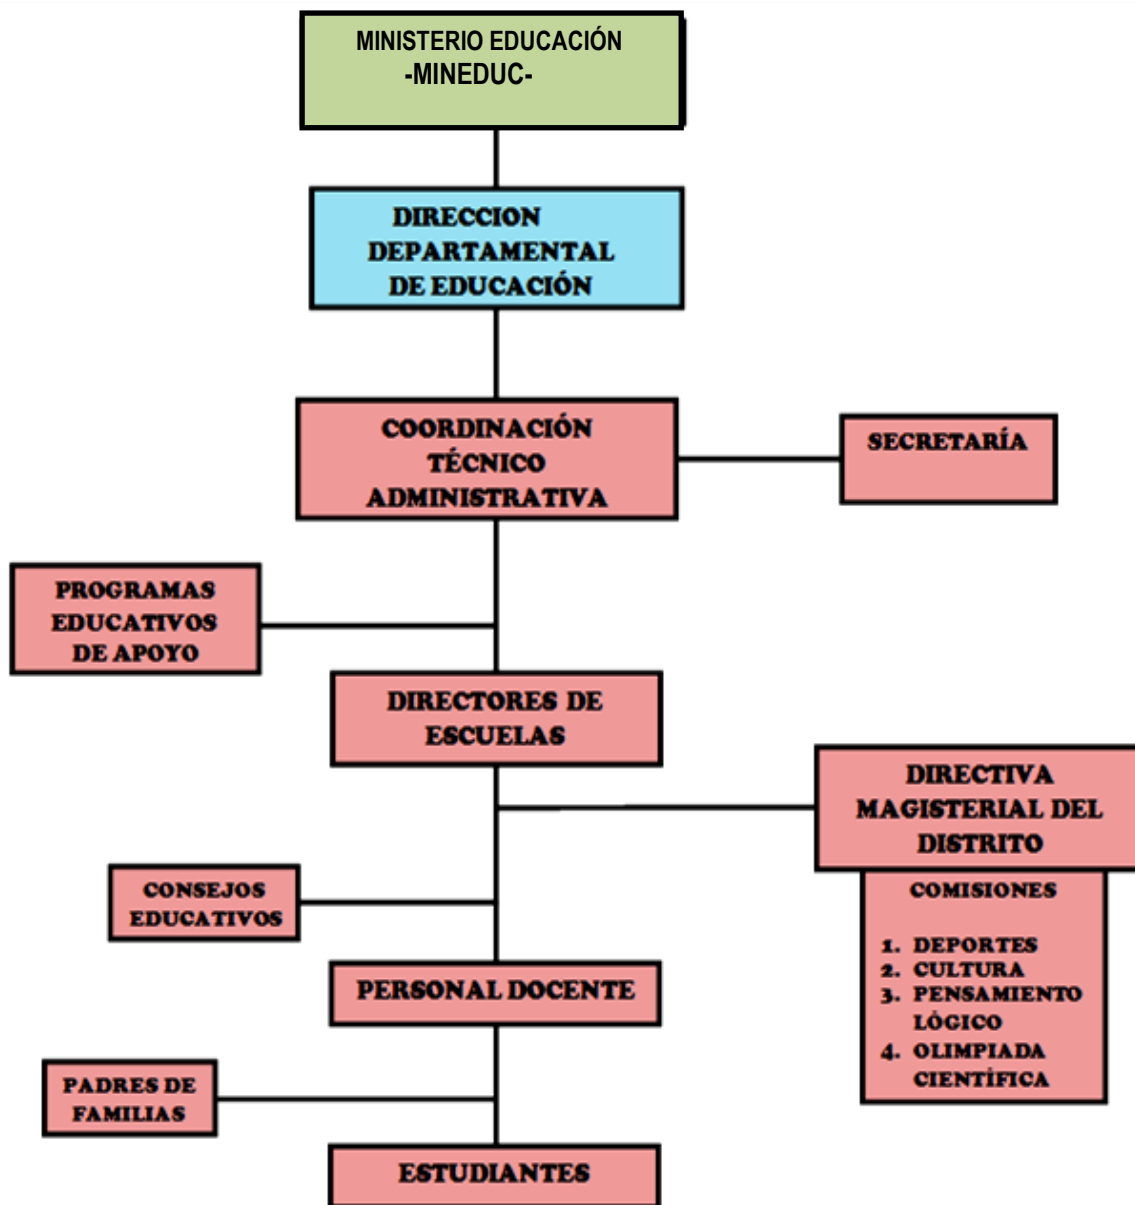 MINISTERIO EDUCACIÓN
-MINEDUC-
DIRECCION
DEPARTAMENTAL
DE EDUCACIÓN
COORDINACIÓN
TÉCNICO
ADMINISTRATIVA
SECRETARÍA
PROGRAMAS
EDUCATIVOS
DE APOYO
DIRECTORES DE
ESCUELAS
DIRECTIVA
MAGISTERIAL DEL
DISTRITO
CONSEJOS
EDUCATIVOS
COMISIONES
1. DEPORTES
2. CULTURA
3. PENSAMIENTO
LÓGICO
4. OLIMPIADA
CIENTÍFICA
PERSONAL DOCENTE
PADRES DE
FAMILIAS
ESTUDIANTES